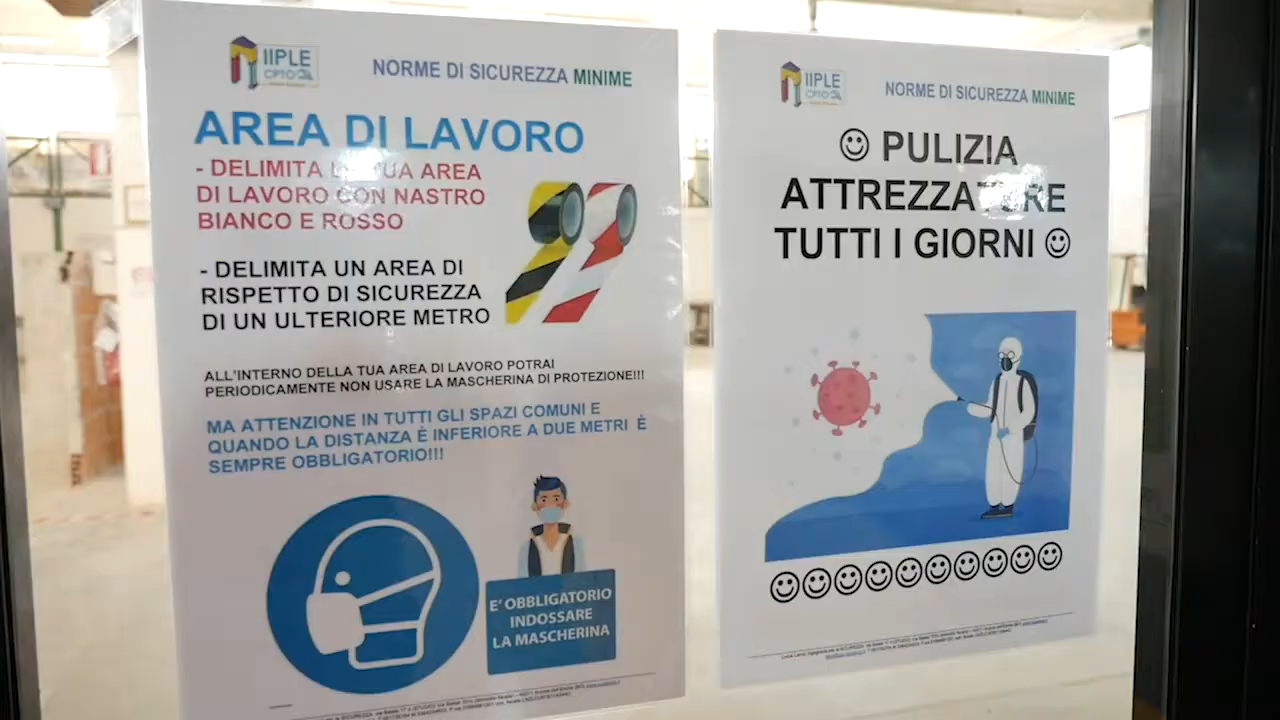 IIPLE
CPTO
NORME DI SICUREZZA MINIME
AREA DI LAVORO
- DELIMITA LA TUA AREA
DI LAVORO CON NASTRO
BIANCO E ROSSO
- DELIMITA UN AREA DI
RISPETTO DI SICUREZZA
DI UN ULTERIORE METRO
ALL'INTERNO DELLA TUA AREA DI LAVORO POTRAI
PERIODICAMENTE NON USARE LA MASCHERINA DI PROTEZIONE!!!
MA ATTENZIONE IN TUTTI GLI SPAZI COMUNI E
QUANDO LA DISTANZA È INFERIORE A DUE METRI È
SEMPRE OBBLIGATORIO!!!
E' OBBLIGATORIO
INDOSSARE
LA MASCHERINA
IIPLE
CPTO
NORME DI SICUREZZA MINIME
☺ PULIZIA
ATTREZZATURE
TUTTI I GIORNI ☺